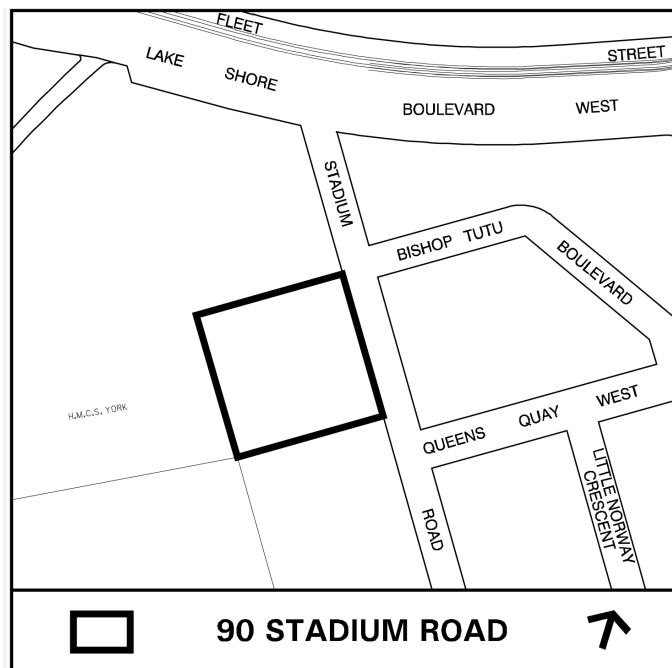 FLEET STREET
LAKE SHORE BOULEVARD WEST
STADIUM ROAD
BISHOP TUTU BOULEVARD
H.M.C.S. YORK
QUEENS QUAY WEST
LITTLE NORWAY
CRESCENT
90 STADIUM ROAD